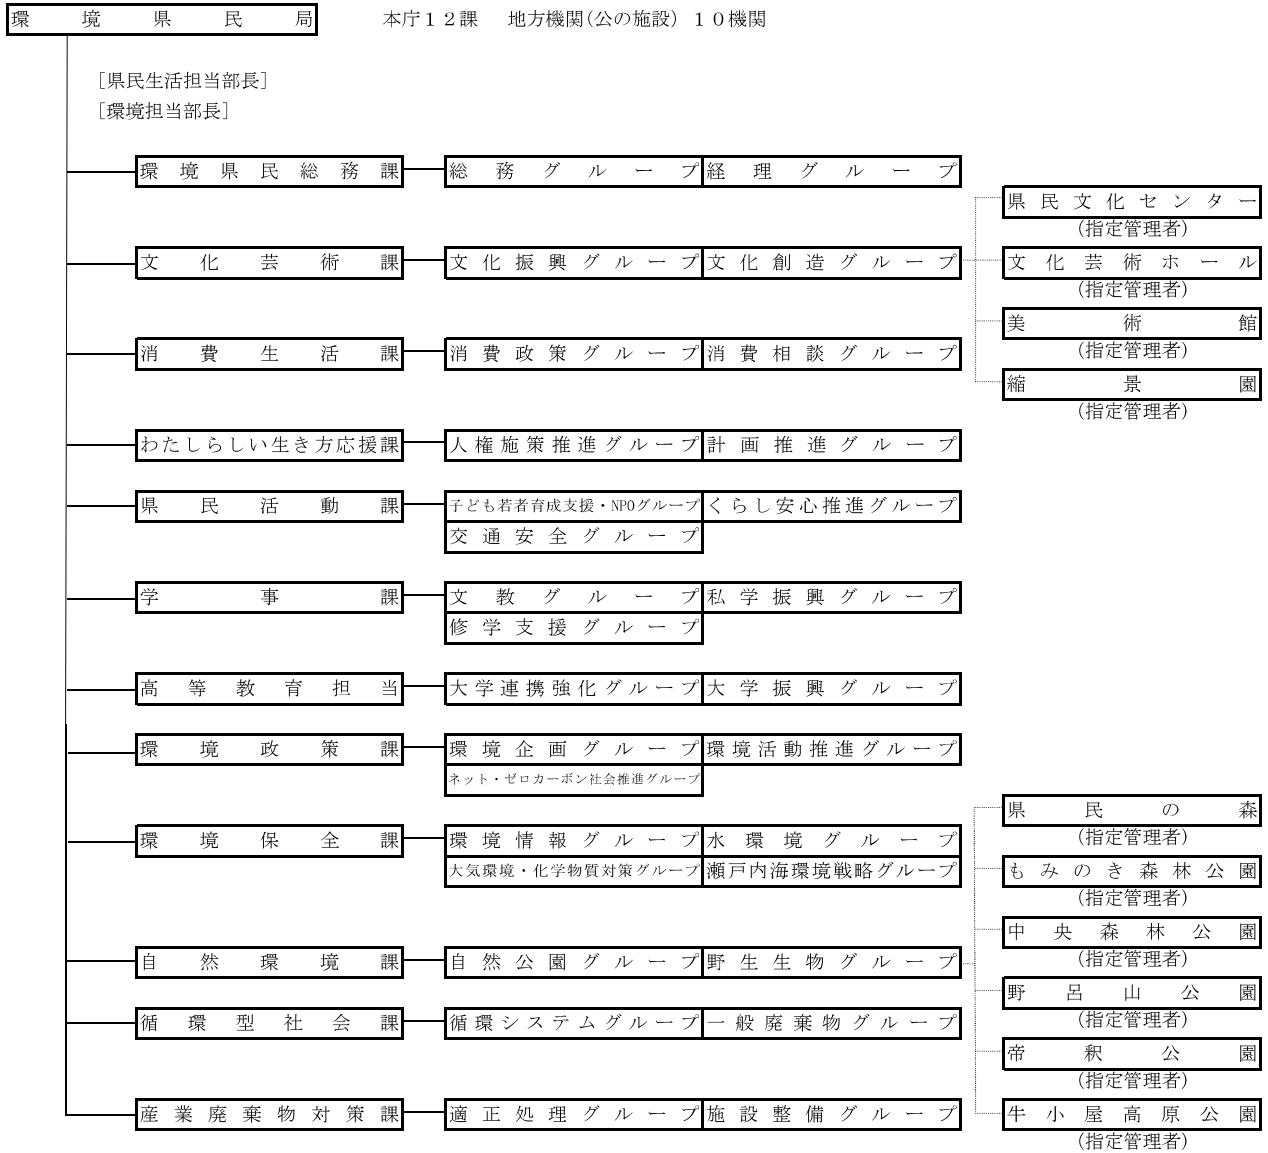 環境県民局 本庁１２課 地方機関(公の施設) １０機関
［県民生活担当部長］
［環境担当部長］
環境県民総務課 総務グループ 経理グループ
県民文化センター
(指定管理者)
文化芸術課 文化振興グループ 文化創造グループ 文化芸術ホール
(指定管理者)
美術館
(指定管理者)
消費生活課 消費政策グループ 消費相談グループ
縮景園
(指定管理者)
わたしらしい生き方応援課 人権施策推進グループ 計画推進グループ
県民活動課 子ども若者育成支援・NPOグループ くらし安心推進グループ
交通安全グループ
学事課 文教グループ 私学振興グループ
修学支援グループ
高等教育担当 大学連携強化グループ 大学振興グループ
環境政策課 環境企画グループ 環境活動推進グループ
ネット・ゼロカーボン社会推進グループ
県民の森
(指定管理者)
環境保全課 環境情報グループ 水環境グループ
大気環境・化学物質対策グループ 瀬戸内海環境戦略グループ もみのき森林公園
(指定管理者)
中央森林公園
(指定管理者)
自然環境課 自然公園グループ 野生生物グループ
野呂山公園
(指定管理者)
循環型社会課 循環システムグループ 一般廃棄物グループ
帝釈公園
(指定管理者)
産業廃棄物対策課 適正処理グループ 施設整備グループ 牛小屋高原公園
(指定管理者)